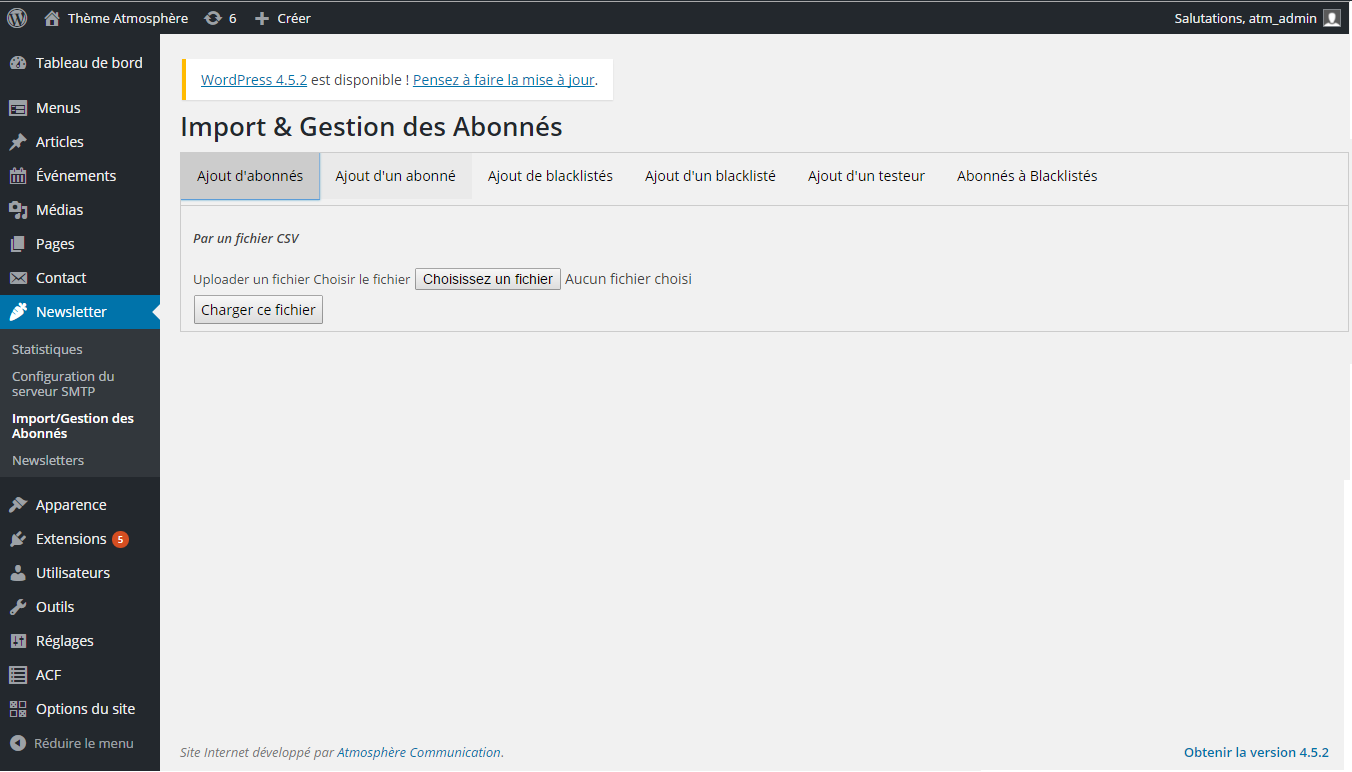 Thème Atmosphère 6 Créer Salutations, atm_admin
Tableau de bord
Menus
Articles
Événements
Médias
Pages
Contact
Newsletter
Statistiques
Configuration du
serveur SMTP
Import/Gestion des
Abonnés
Newsletters
Apparence
Extensions 5
Utilisateurs
Outils
Réglages
ACF
Options du site
Réduire le menu
WordPress 4.5.2 est disponible ! Pensez à faire la mise à jour.
Import & Gestion des Abonnés
Ajout d'abonnés Ajout d'un abonné Ajout de blacklistés Ajout d'un blacklisté Ajout d'un testeur Abonnés à Blacklistés
Par un fichier CSV
Uploader un fichier Choisir le fichier Choisissez un fichier Aucun fichier choisi
Charger ce fichier
Site Internet développé par Atmosphère Communication. Obtenir la version 4.5.2